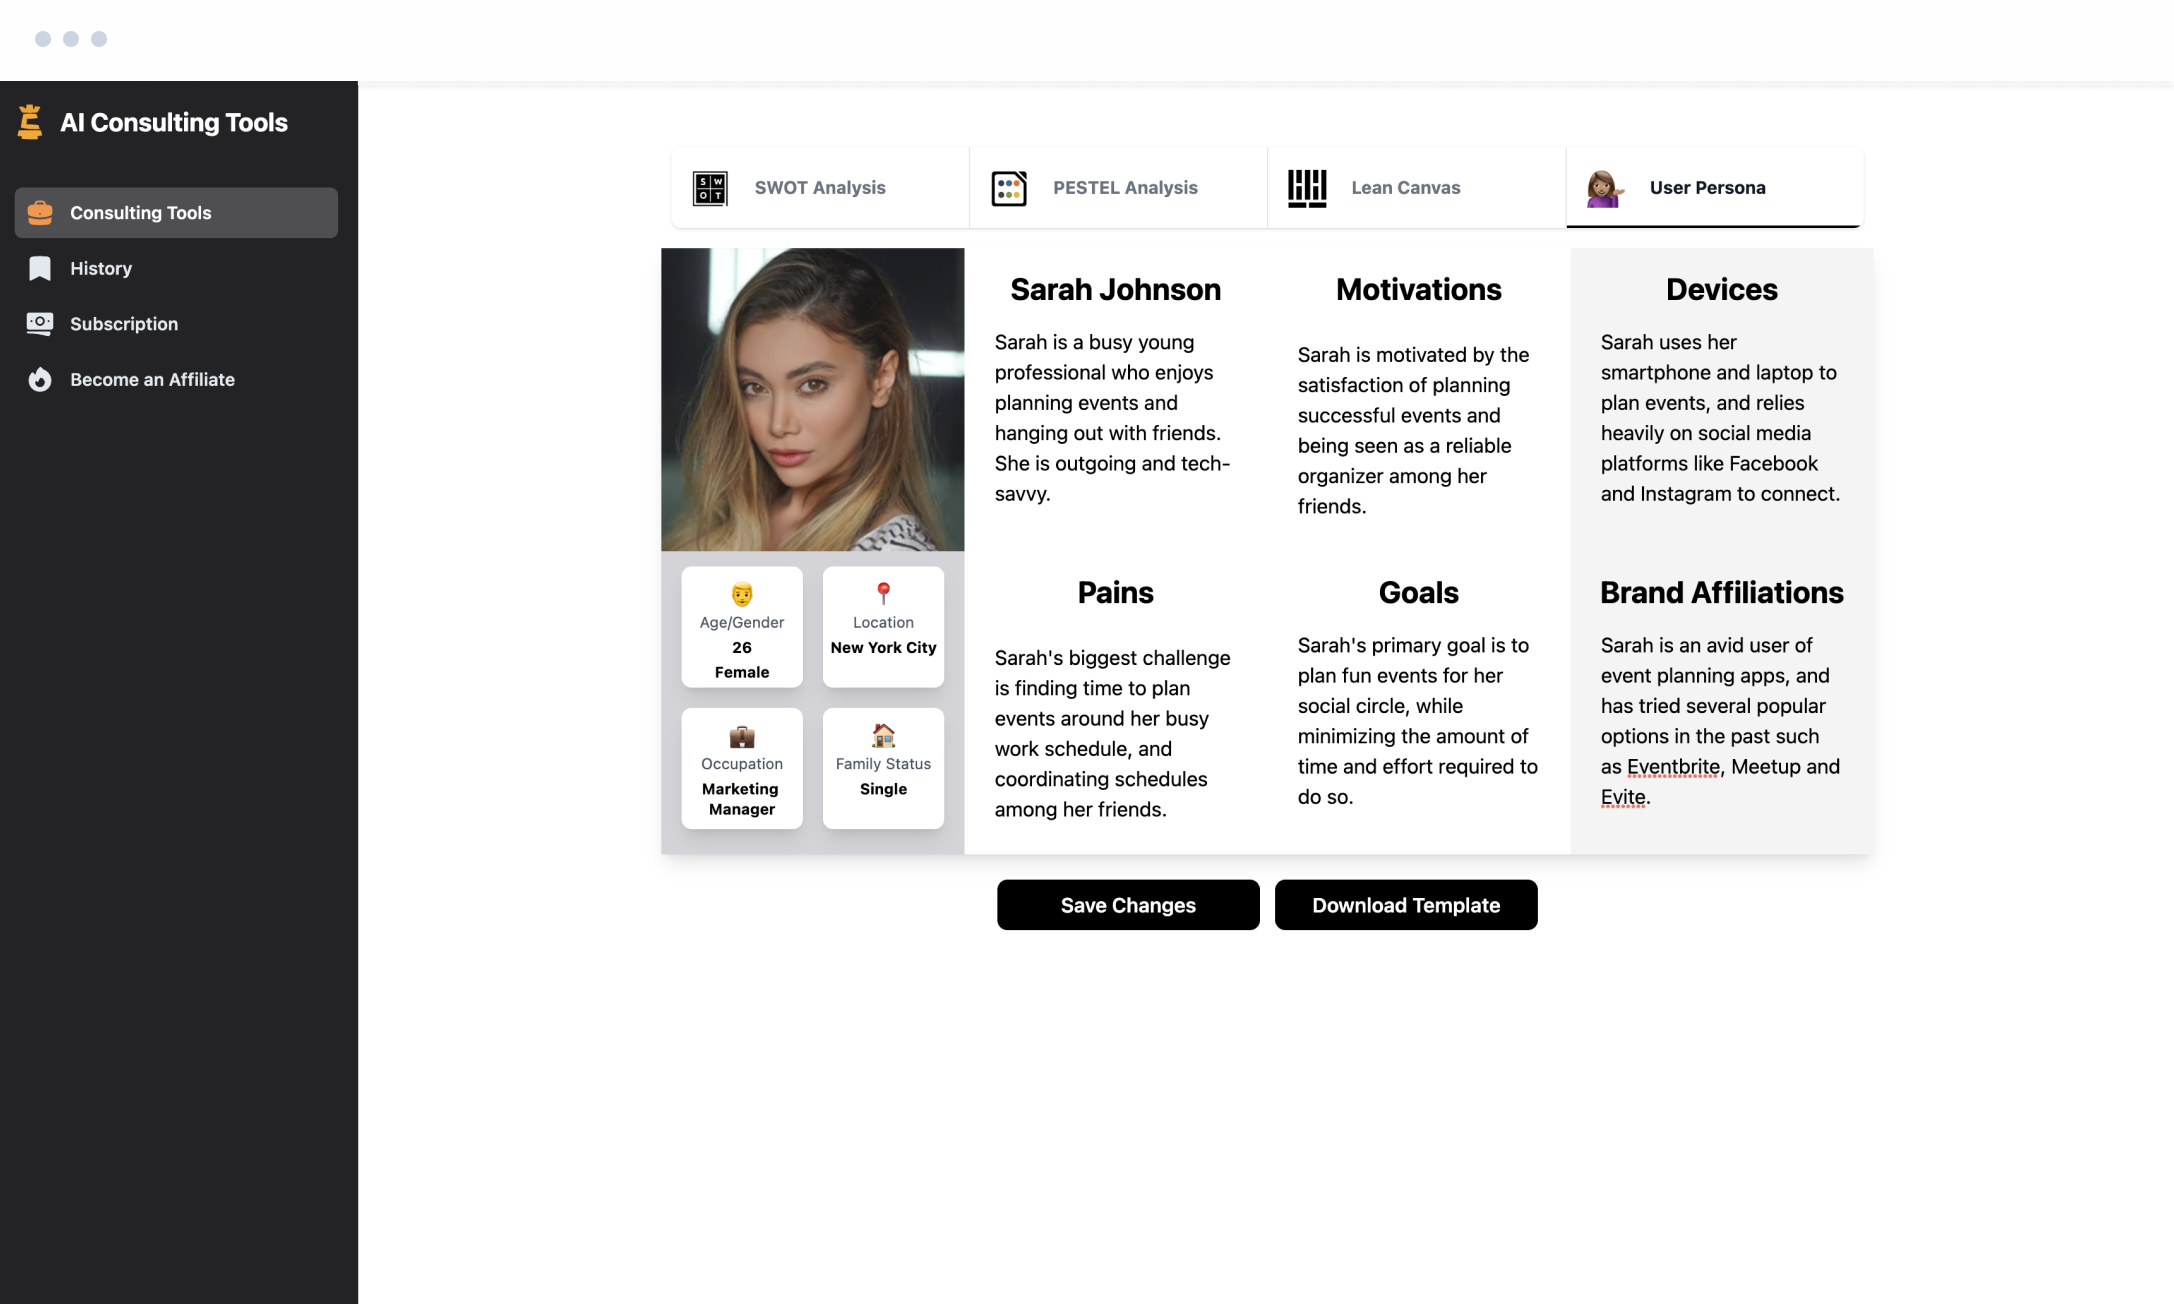 AI Consulting Tools
Consulting Tools
History
Subscription
Become an Affiliate
S W
O T
SWOT Analysis
PESTEL Analysis
Lean Canvas
User Persona
Sarah Johnson
Sarah is a busy young
professional who enjoys
planning events and
hanging out with friends.
She is outgoing and tech-
savvy.
Motivations
Sarah is motivated by the
satisfaction of planning
successful events and
being seen as a reliable
organizer among her
friends.
Devices
Sarah uses her
smartphone and laptop to
plan events, and relies
heavily on social media
platforms like Facebook
and Instagram to connect.
Age/Gender
26
Female
Location
New York City
Occupation
Marketing
Manager
Family Status
Single
Pains
Sarah's biggest challenge
is finding time to plan
events around her busy
work schedule, and
coordinating schedules
among her friends.
Goals
Sarah's primary goal is to
plan fun events for her
social circle, while
minimizing the amount of
time and effort required to
do so.
Brand Affiliations
Sarah is an avid user of
event planning apps, and
has tried several popular
options in the past such
as Eventbrite, Meetup and
Evite.
Save Changes
Download Template